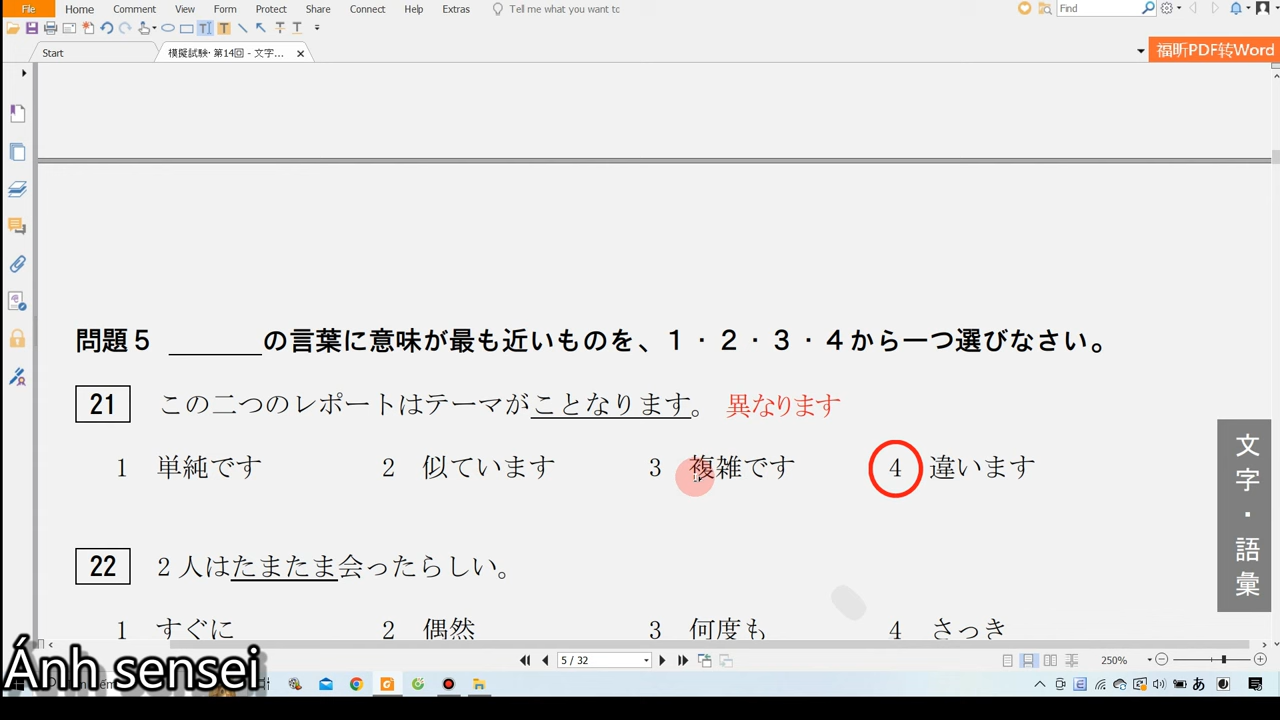 File Home Comment View Form Protect Share Connect Help Extras Tell me what you want to Find
Start 模擬試験· 第14回 - 文字... 福昕PDF转Word
問題５ ______の言葉に意味が最も近いものを、１・２・３・４から一つ選びなさい。
21 この二つのレポートはテーマがことなります。 異なります
1 単純です 2 似ています 3 複雑です 4 違います
22 2人はたまたま会ったらしい。
1 すぐに 2 偶然 3 何度も 4 さっき
文字・語彙
5 / 32 250%
Ánh sensei